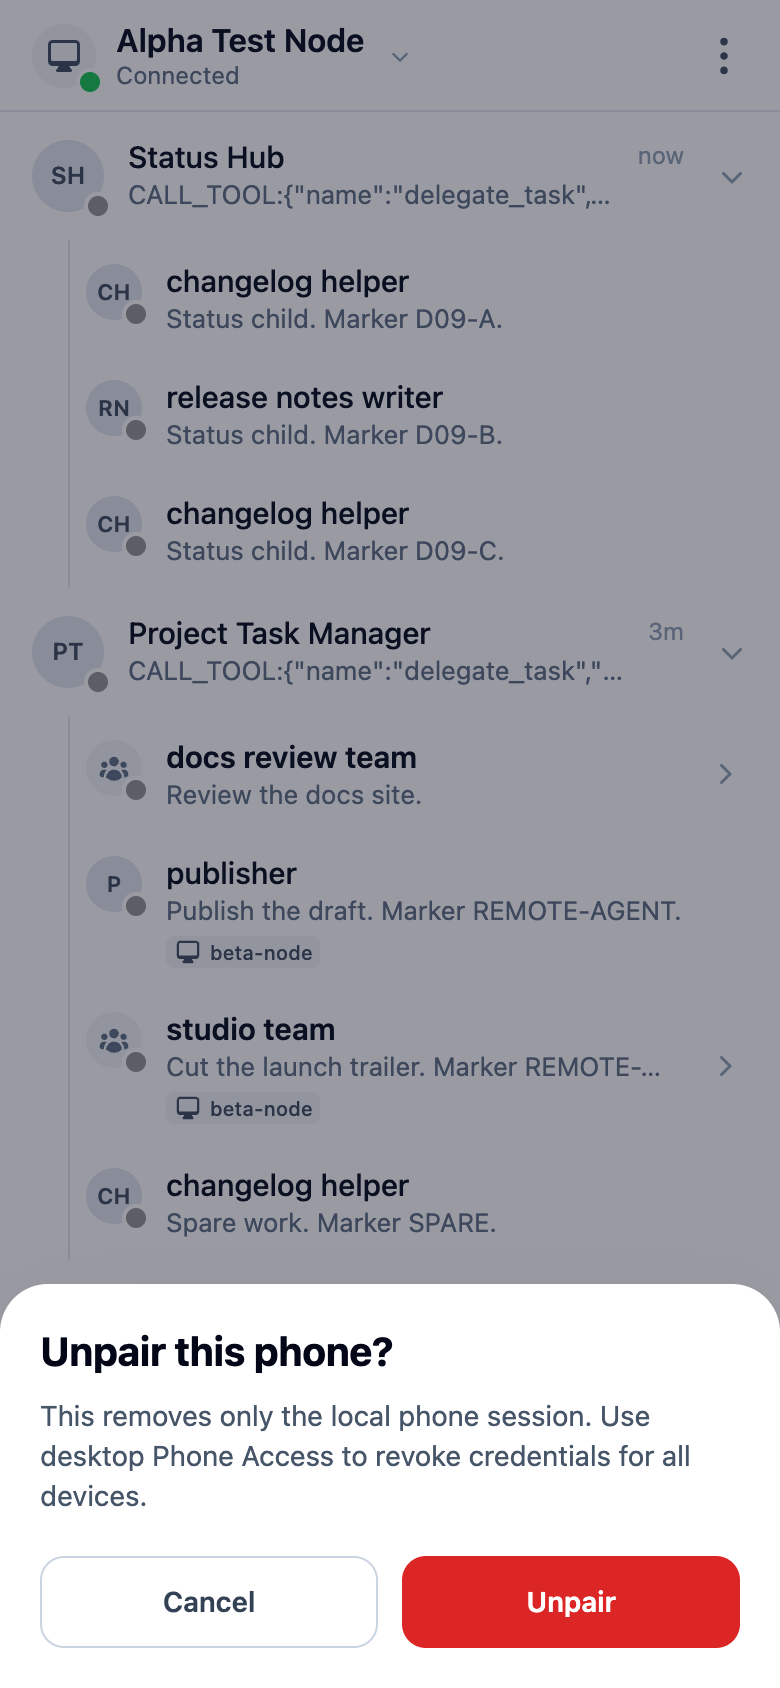 Alpha Test Node
Connected
SH
Status Hub
now
CALL_TOOL:{"name":"delegate_task",...
CH
changelog helper
Status child. Marker D09-A.
RN
release notes writer
Status child. Marker D09-B.
CH
changelog helper
Status child. Marker D09-C.
PT
Project Task Manager
3m
CALL_TOOL:{"name":"delegate_task","...
docs review team
Review the docs site.
P
publisher
Publish the draft. Marker REMOTE-AGENT.
beta-node
studio team
Cut the launch trailer. Marker REMOTE-...
beta-node
CH
changelog helper
Spare work. Marker SPARE.
Unpair this phone?
This removes only the local phone session. Use
desktop Phone Access to revoke credentials for all
devices.
Cancel
Unpair